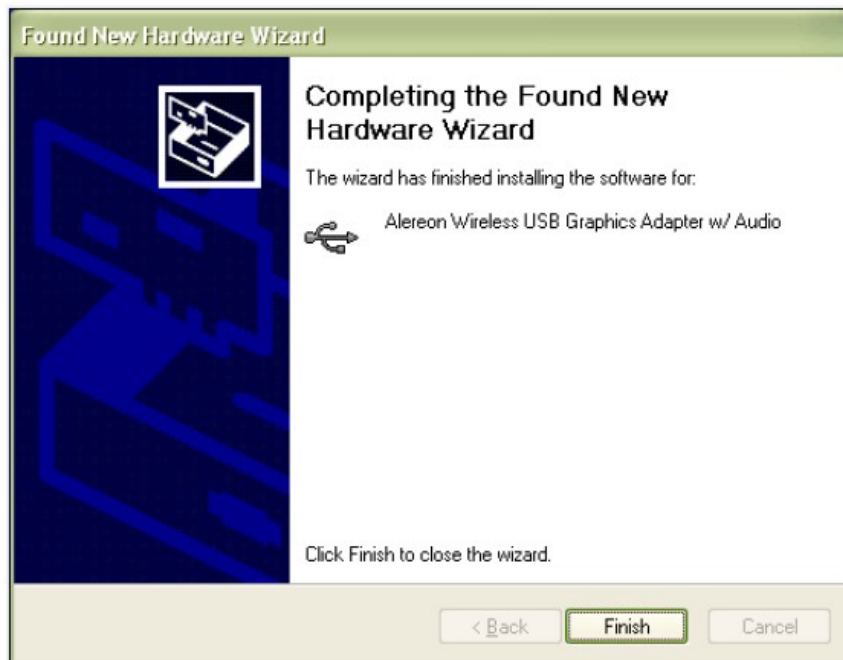 Found New Hardware Wizard
Completing the Found New
Hardware Wizard
The wizard has finished installing the software for:
Alereon Wireless USB Graphics Adapter w/ Audio
Click Finish to close the wizard.
< Back Finish Cancel